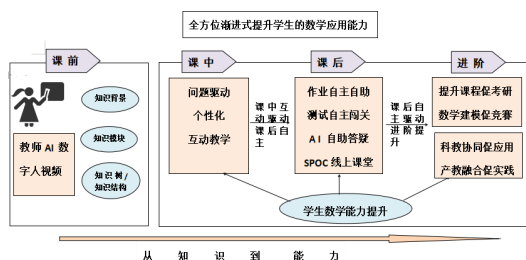 全方位渐进式提升学生的数学应用能力
课 前
教师 AI 数
字人视频
知识背景
知识模块
知识树/
知识结构
课 中
问题驱动
个性化
互动教学
课 中 互
动 驱 动
课 后 自
主
课 后
作业自主自助
测试自主闯关
AI 自助答疑
SPOC 线上课堂
课 后 自
主 驱 动
进 阶 提
升
进 阶
提升课程促考研
数学建模促竞赛
科教协同促应用
产教融合促实践
学生数学能力提升
从 知 识 到 能 力